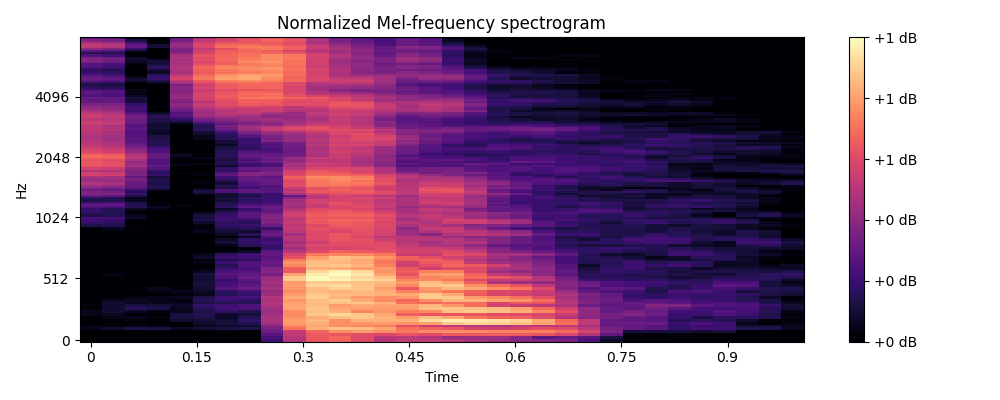 Normalized Mel-frequency spectrogram
Hz
4096
2048
1024
512
0
0 0.15 0.3 0.45 0.6 0.75 0.9
Time
+1 dB
+1 dB
+1 dB
+0 dB
+0 dB
+0 dB